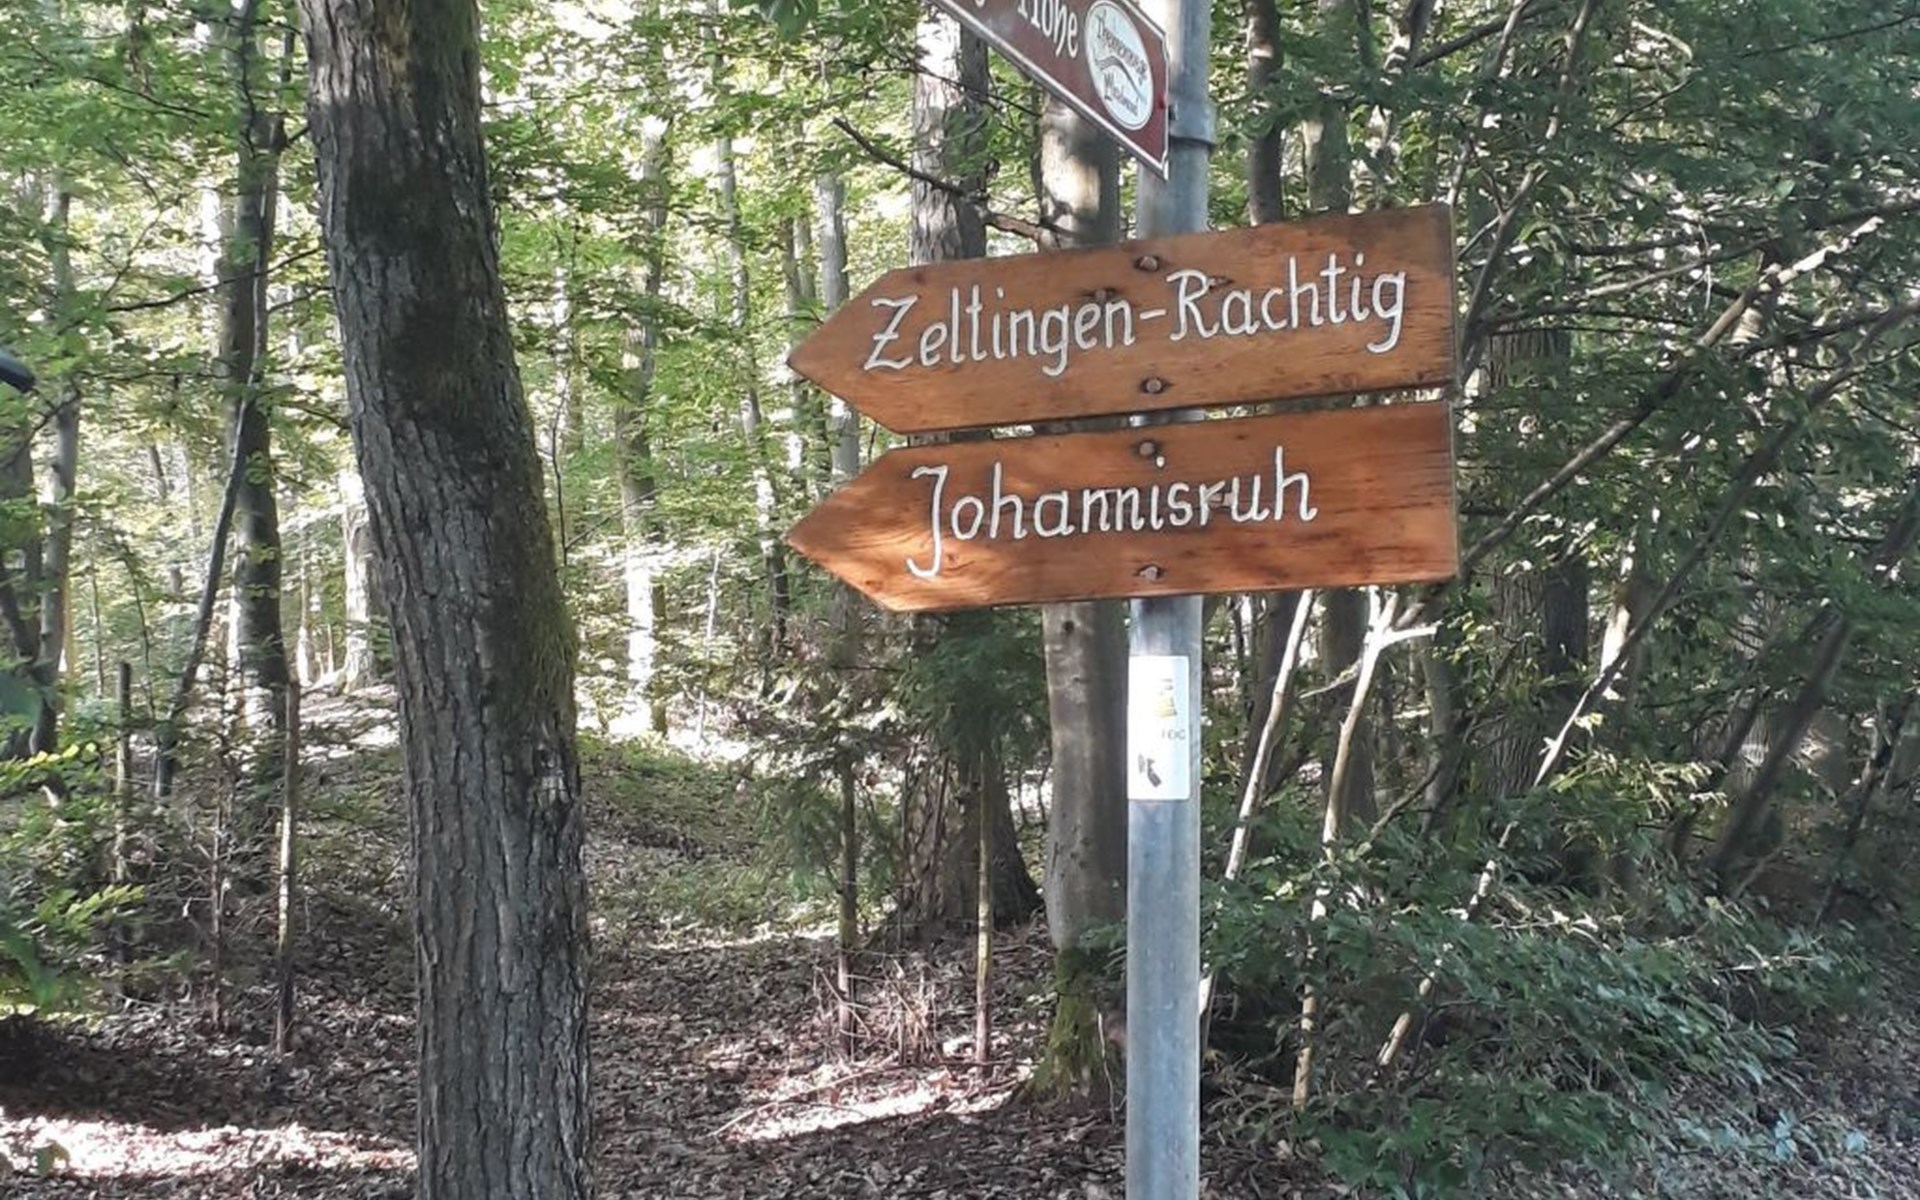 Höhe
Zeltingen-Rachtig
Johannisruh